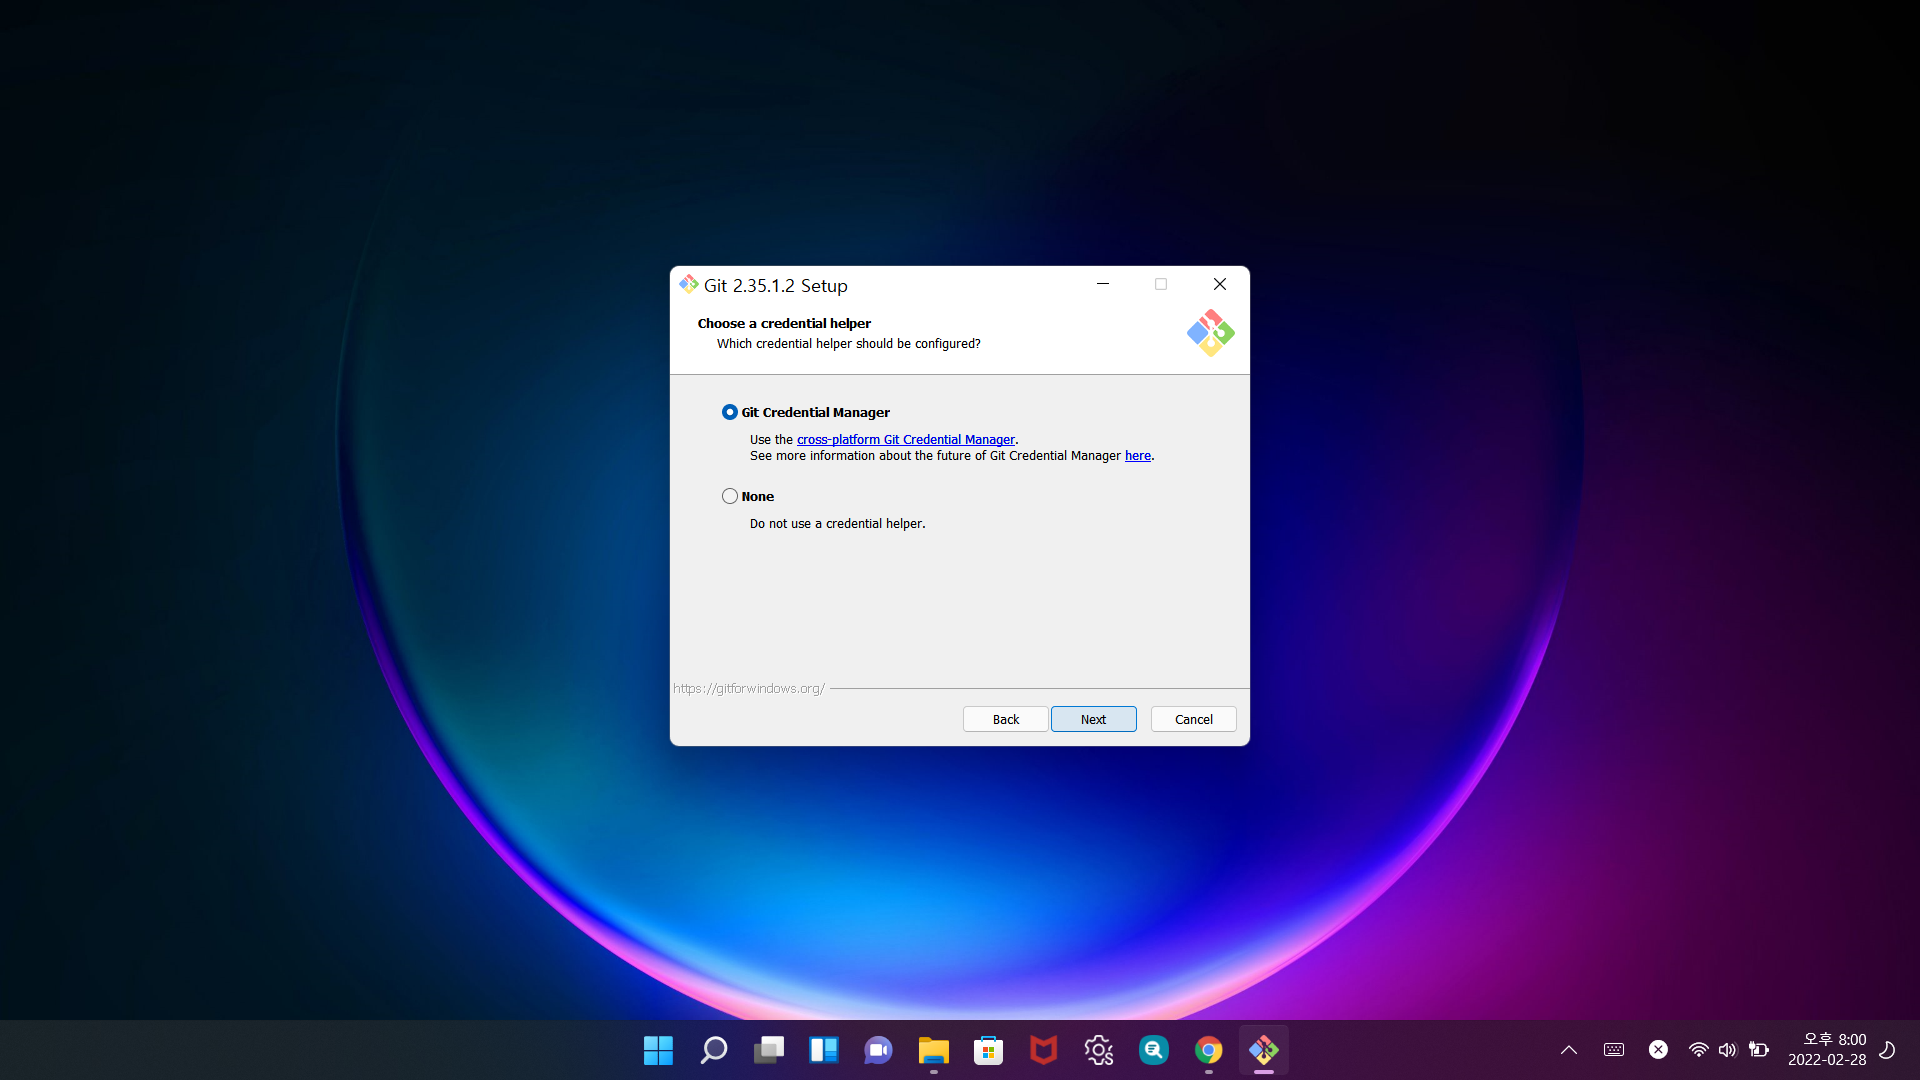 Git 2.35.1.2 Setup
Choose a credential helper
Which credential helper should be configured?
Git Credential Manager
Use the cross-platform Git Credential Manager.
See more information about the future of Git Credential Manager here.
None
Do not use a credential helper.
https://gitforwindows.org/
Back
Next
Cancel
오후 8:00
2022-02-28